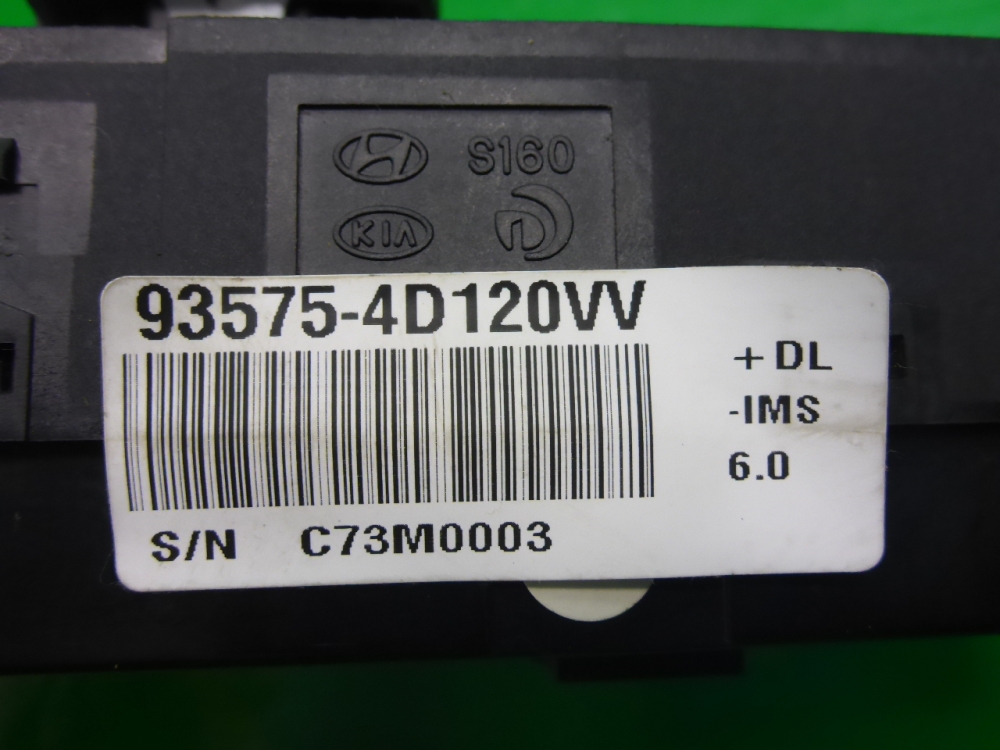 S160
KIA
93575-4D120VV
+DL
-IMS
6.0
S/N C73M0003